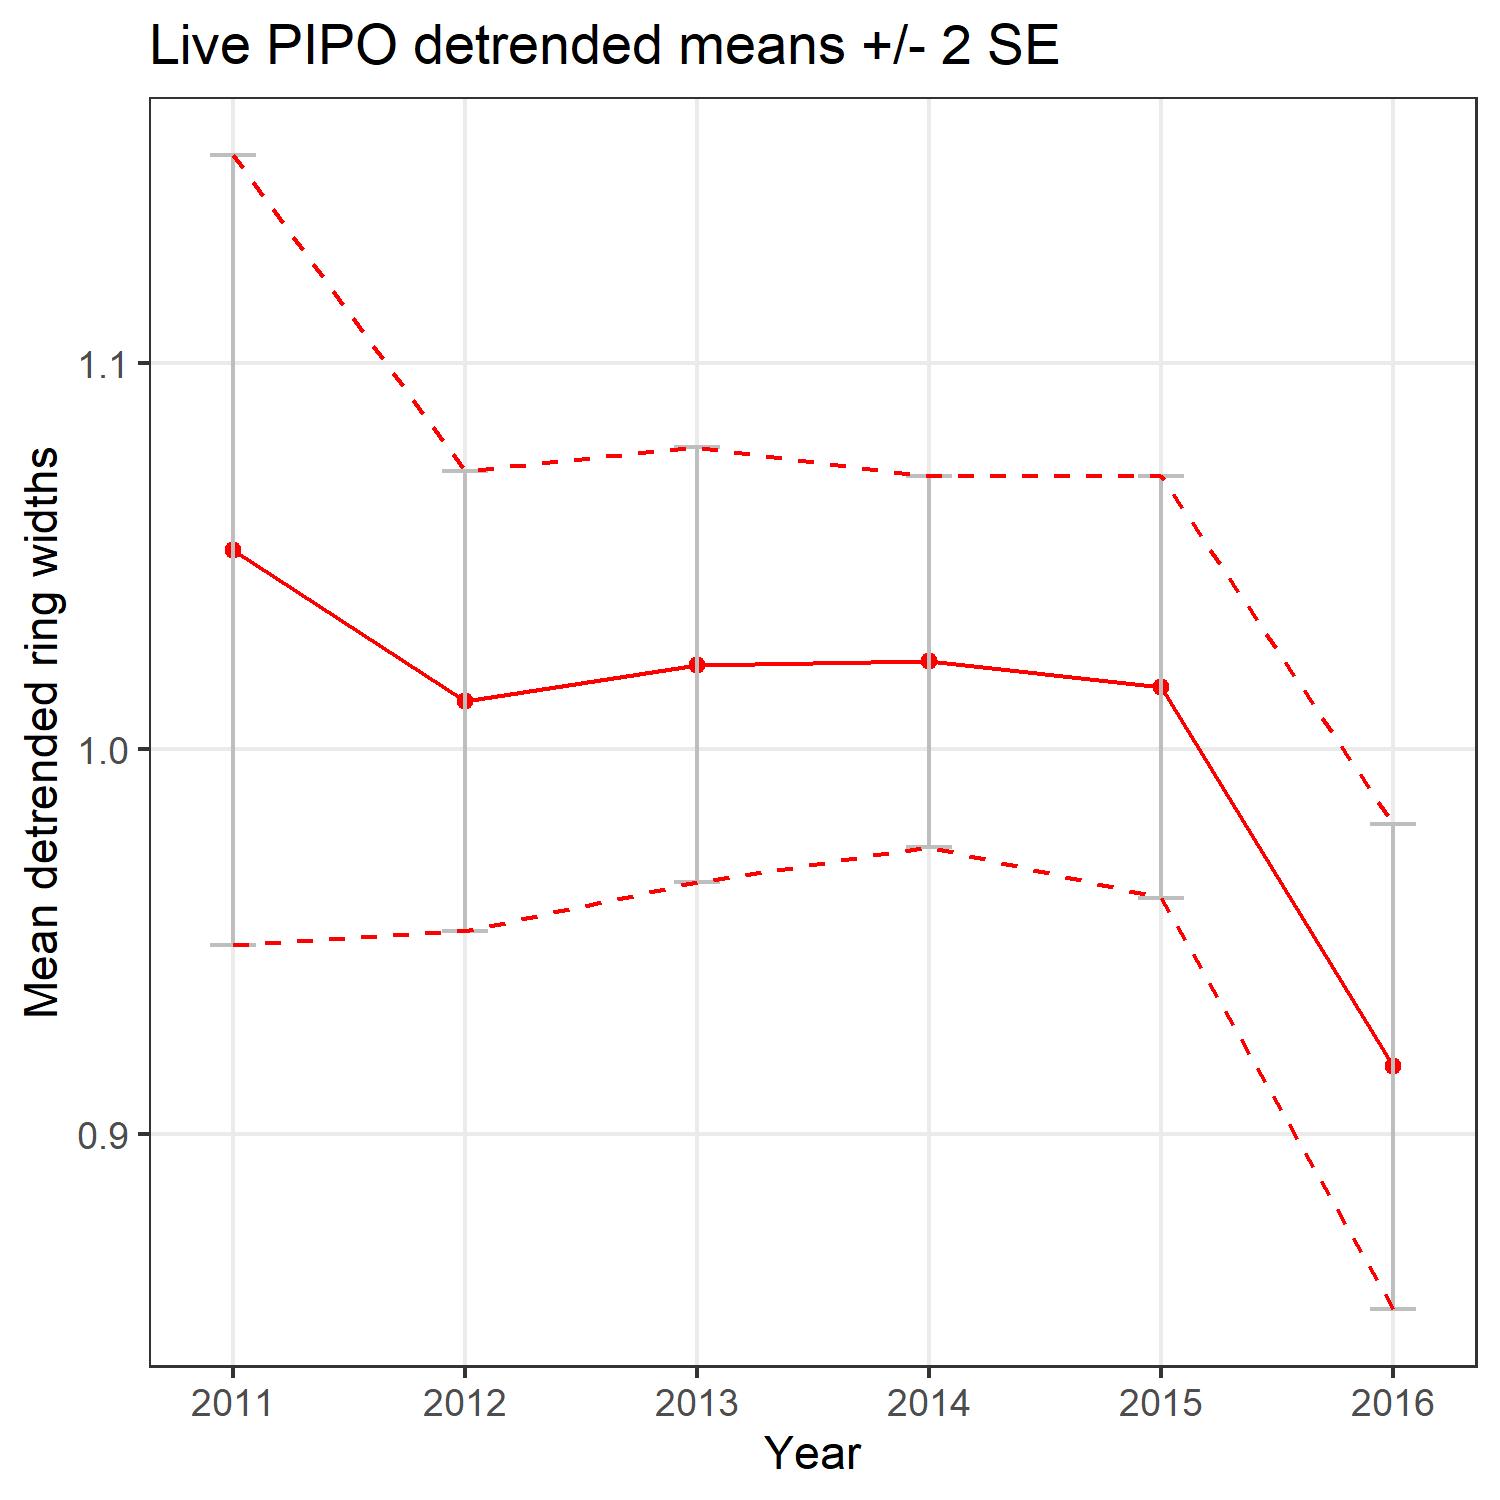 Live PIPO detrended means +/- 2 SE
Mean detrended ring widths
1.1
1.0
0.9
2011 2012 2013 2014 2015 2016
Year